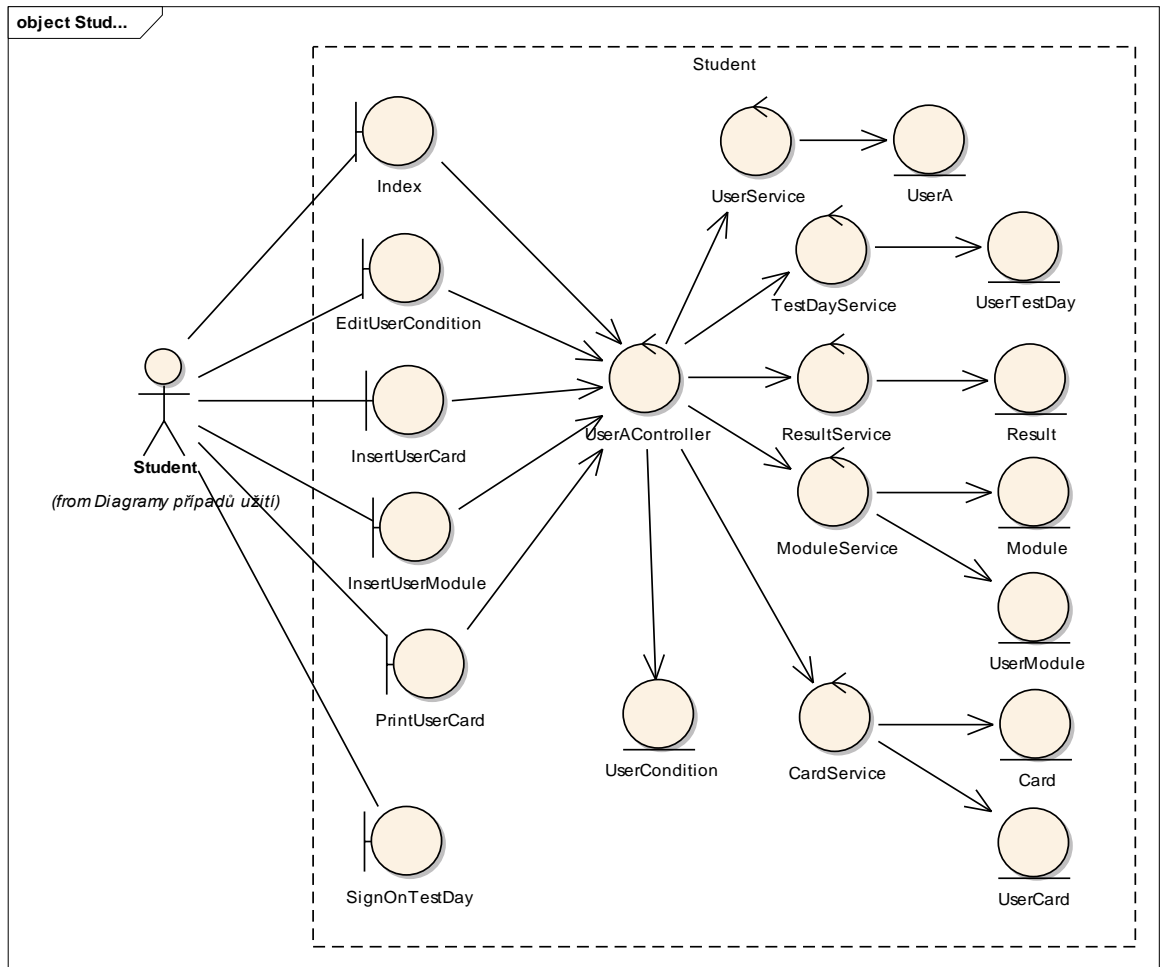 object Stud...
Student
Index
UserService
UserA
EditUserCondition
TestDayService
UserTestDay
InsertUserCard
UserAController
ResultService
Result
Student
(from Diagramy případů užití)
InsertUserModule
ModuleService
Module
UserModule
PrintUserCard
UserCondition
CardService
Card
SignOnTestDay
UserCard